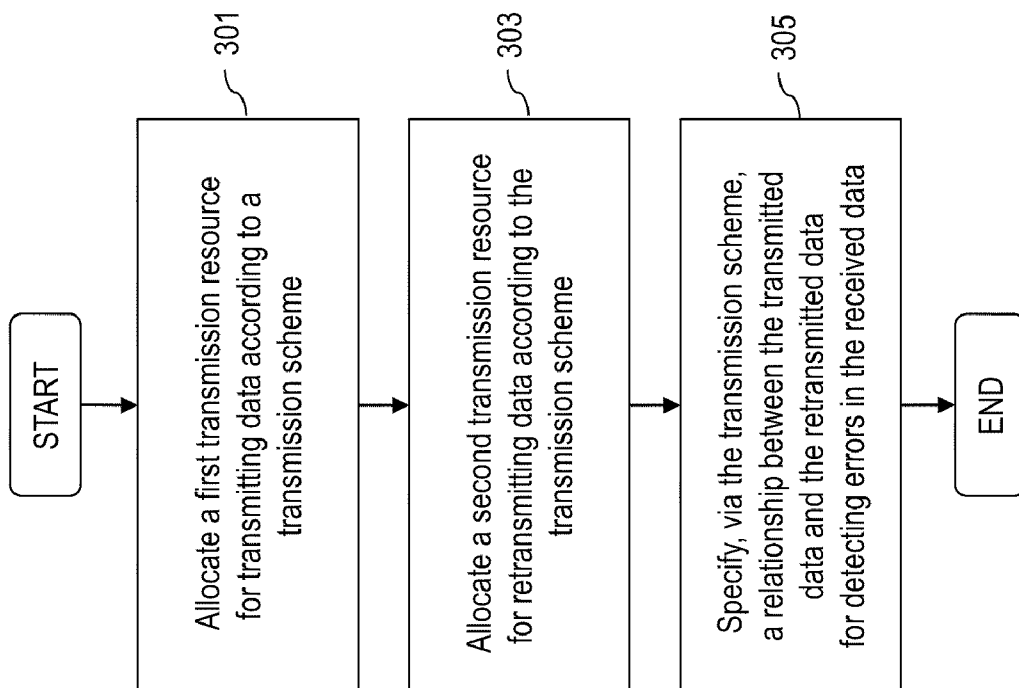 START
Allocate a first transmission resource
for transmitting data according to a
transmission scheme
301
Allocate a second transmission resource
for retransmitting data according to the
transmission scheme
303
Specify, via the transmission scheme,
a relationship between the transmitted
data and the retransmitted data
for detecting errors in the received data
305
END